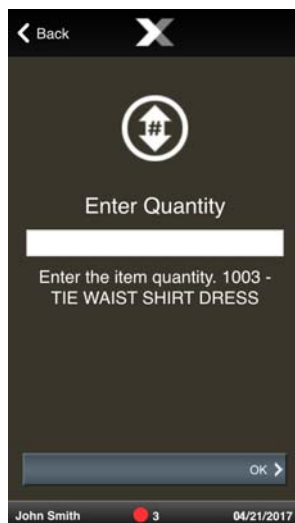 Back
#
Enter Quantity
Enter the item quantity. 1003 -
TIE WAIST SHIRT DRESS
OK
John Smith 3 04/21/2017